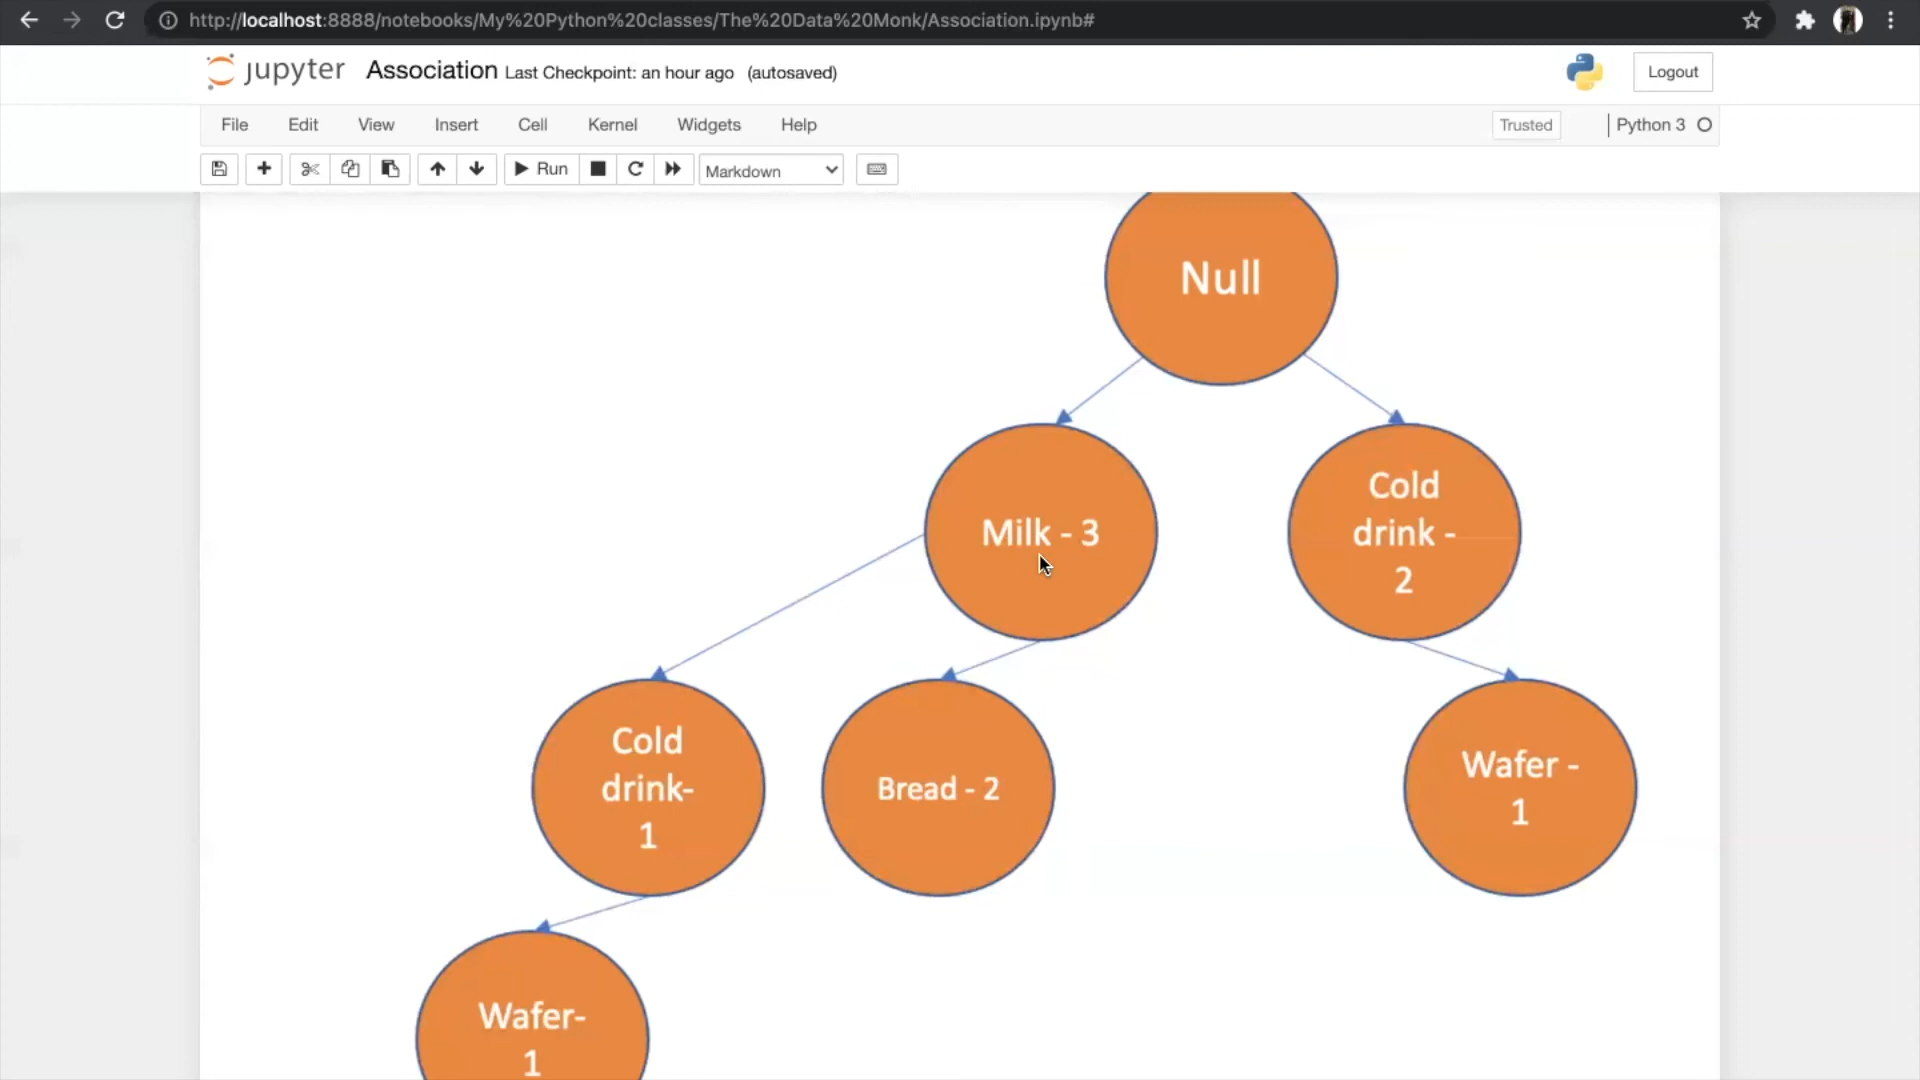 http://localhost:8888/notebooks/My%20Python%20classes/The%20Data%20Monk/Association.ipynb#
jupyter Association Last Checkpoint: an hour ago (autosaved)
Logout
File Edit View Insert Cell Kernel Widgets Help
Trusted
Python 3
Run
Markdown
Null
Milk - 3
Cold
drink -
2
Cold
drink-
1
Bread - 2
Wafer -
1
Wafer-
1